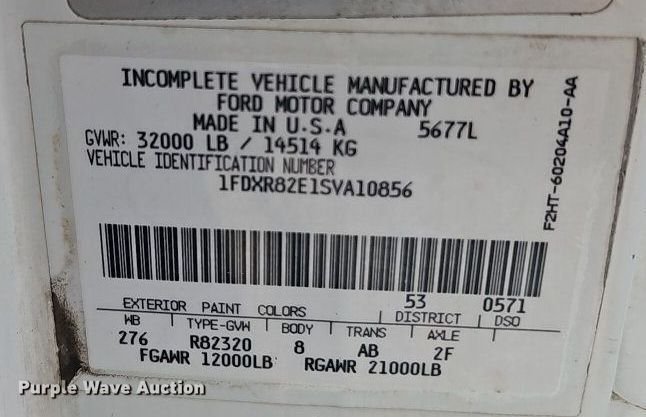 INCOMPLETE VEHICLE MANUFACTURED BY
FORD MOTOR COMPANY
MADE IN U.S.A 5677L
GVWR: 32000 LB / 14514 KG
VEHICLE IDENTIFICATION NUMBER
1FDXR82E1SVA10856
F2HT-60204A10-AA
53 0571
EXTERIOR PAINT COLORS DISTRICT DSO
WB TYPE-GVW BODY TRANS AXLE
276 R82320 8 AB 2F
FGAWR 12000LB RGAWR 21000LB
Purple Wave Auction